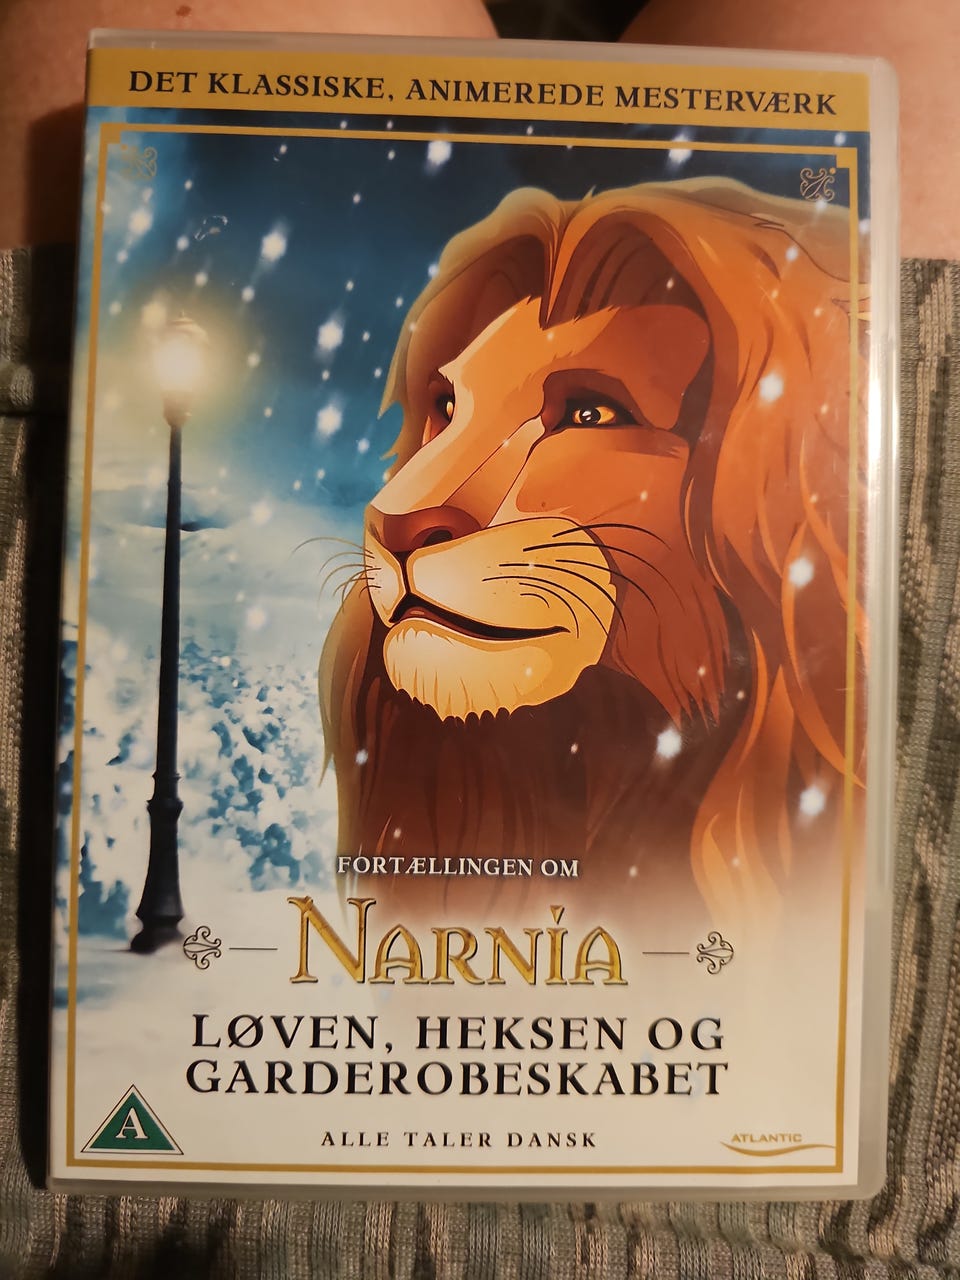 DET KLASSISKE, ANIMEREDE MESTERVÆRK
FORTÆLLINGEN OM
NARNIA
LØVEN, HEKSEN OG
GARDEROBESKABET
ALLE TALER DANSK
A
ATLANTIC